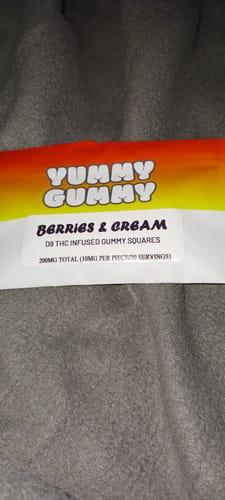 YUMMY
GUMMY
BERRIES & CREAM
D9 THC INFUSED GUMMY SQUARES
200MG TOTAL (10MG PER PIECE/20 SERVINGS)